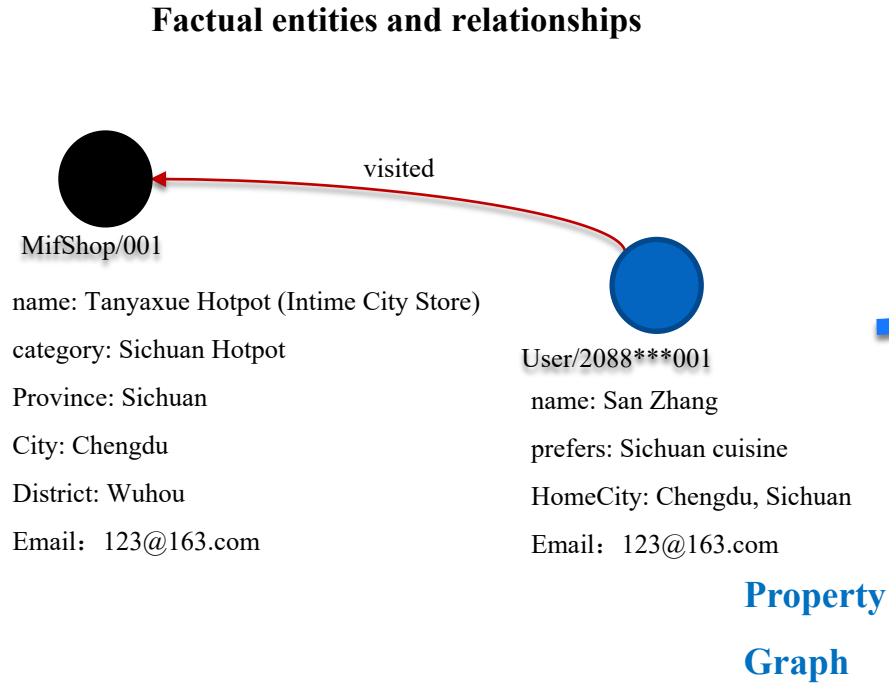 Factual entities and relationships
visited
MifShop/001
name: Tanyaxue Hotpot (Intime City Store)
category: Sichuan Hotpot
Province: Sichuan
City: Chengdu
District: Wuhou
Email：123@163.com
User/2088***001
name: San Zhang
prefers: Sichuan cuisine
HomeCity: Chengdu, Sichuan
Email：123@163.com
Property
Graph